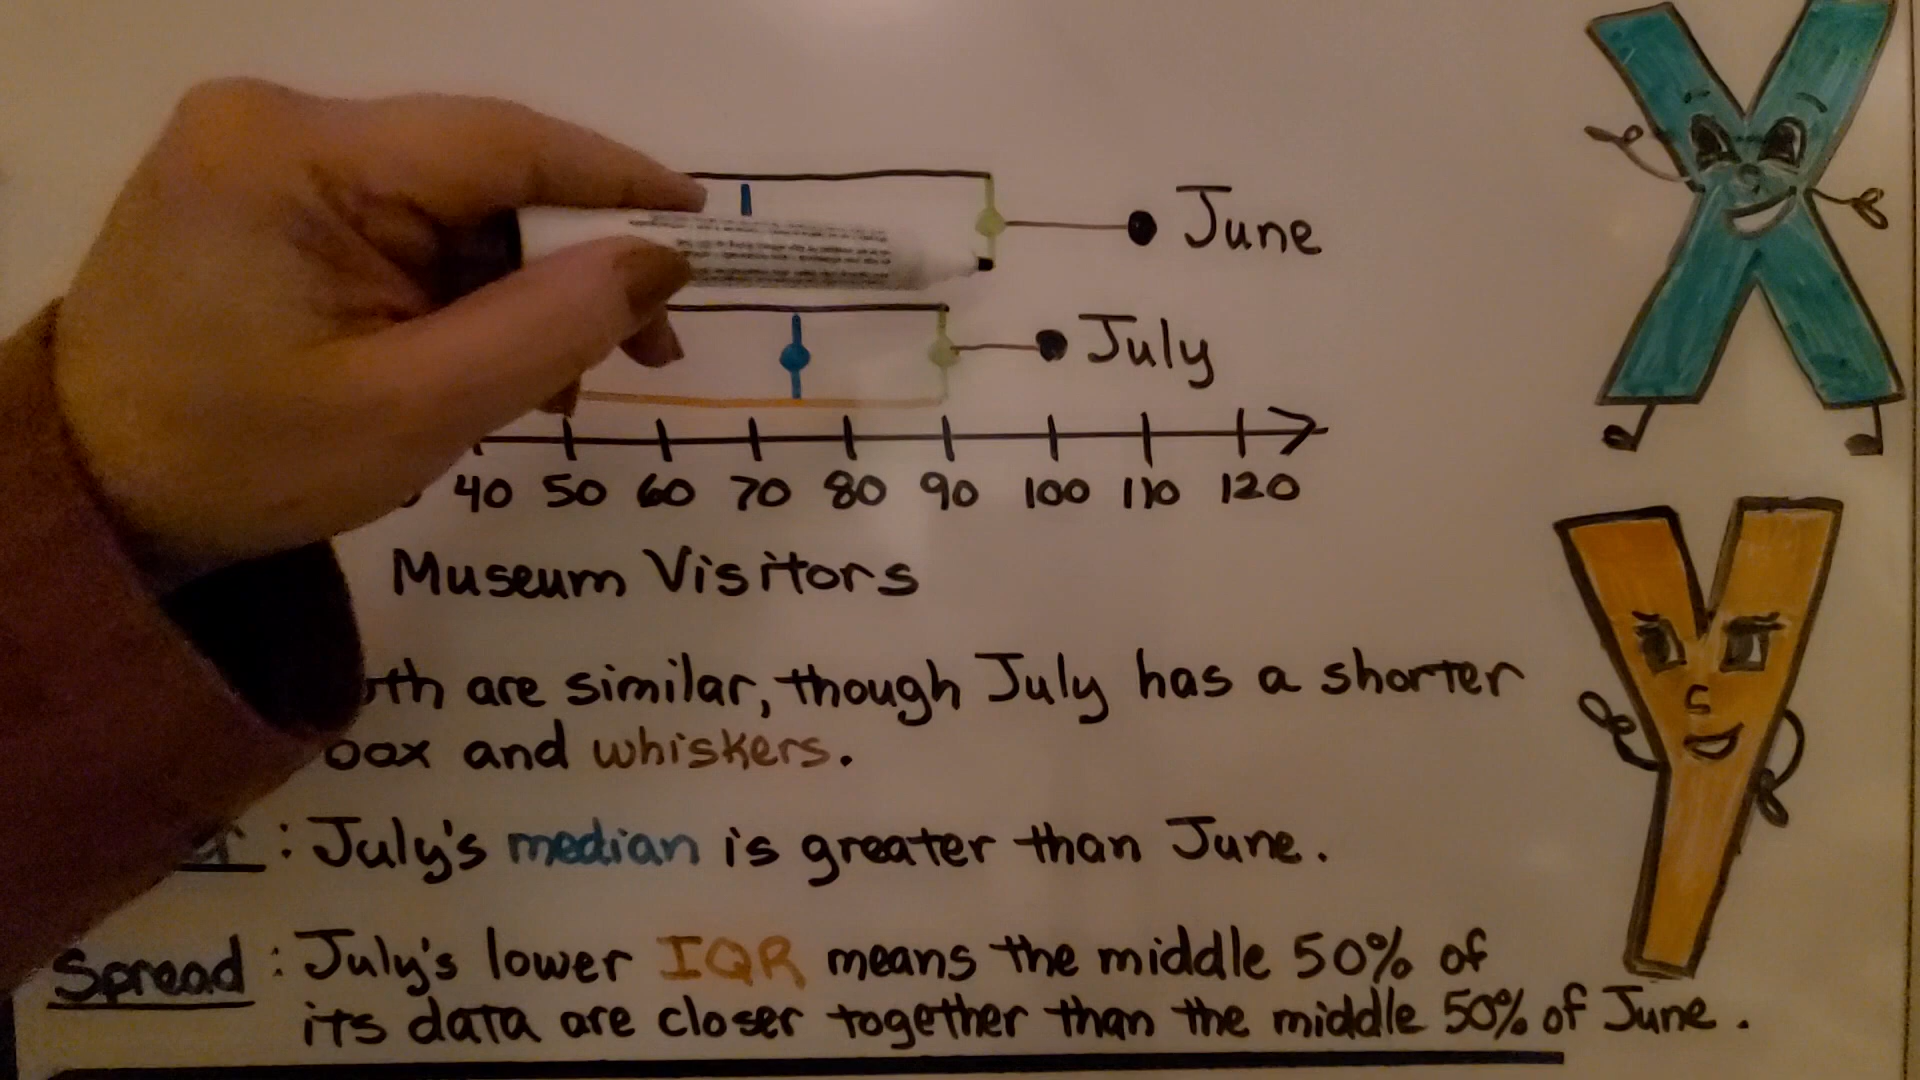 June
July
40 50 60 70 80 90 100 110 120
Museum Visitors
are similar, though July has a shorter
and whiskers.
: July's median is greater than June.
Spread: July's lower IQR means the middle 50% of
its data are closer together than the middle 50% of June.